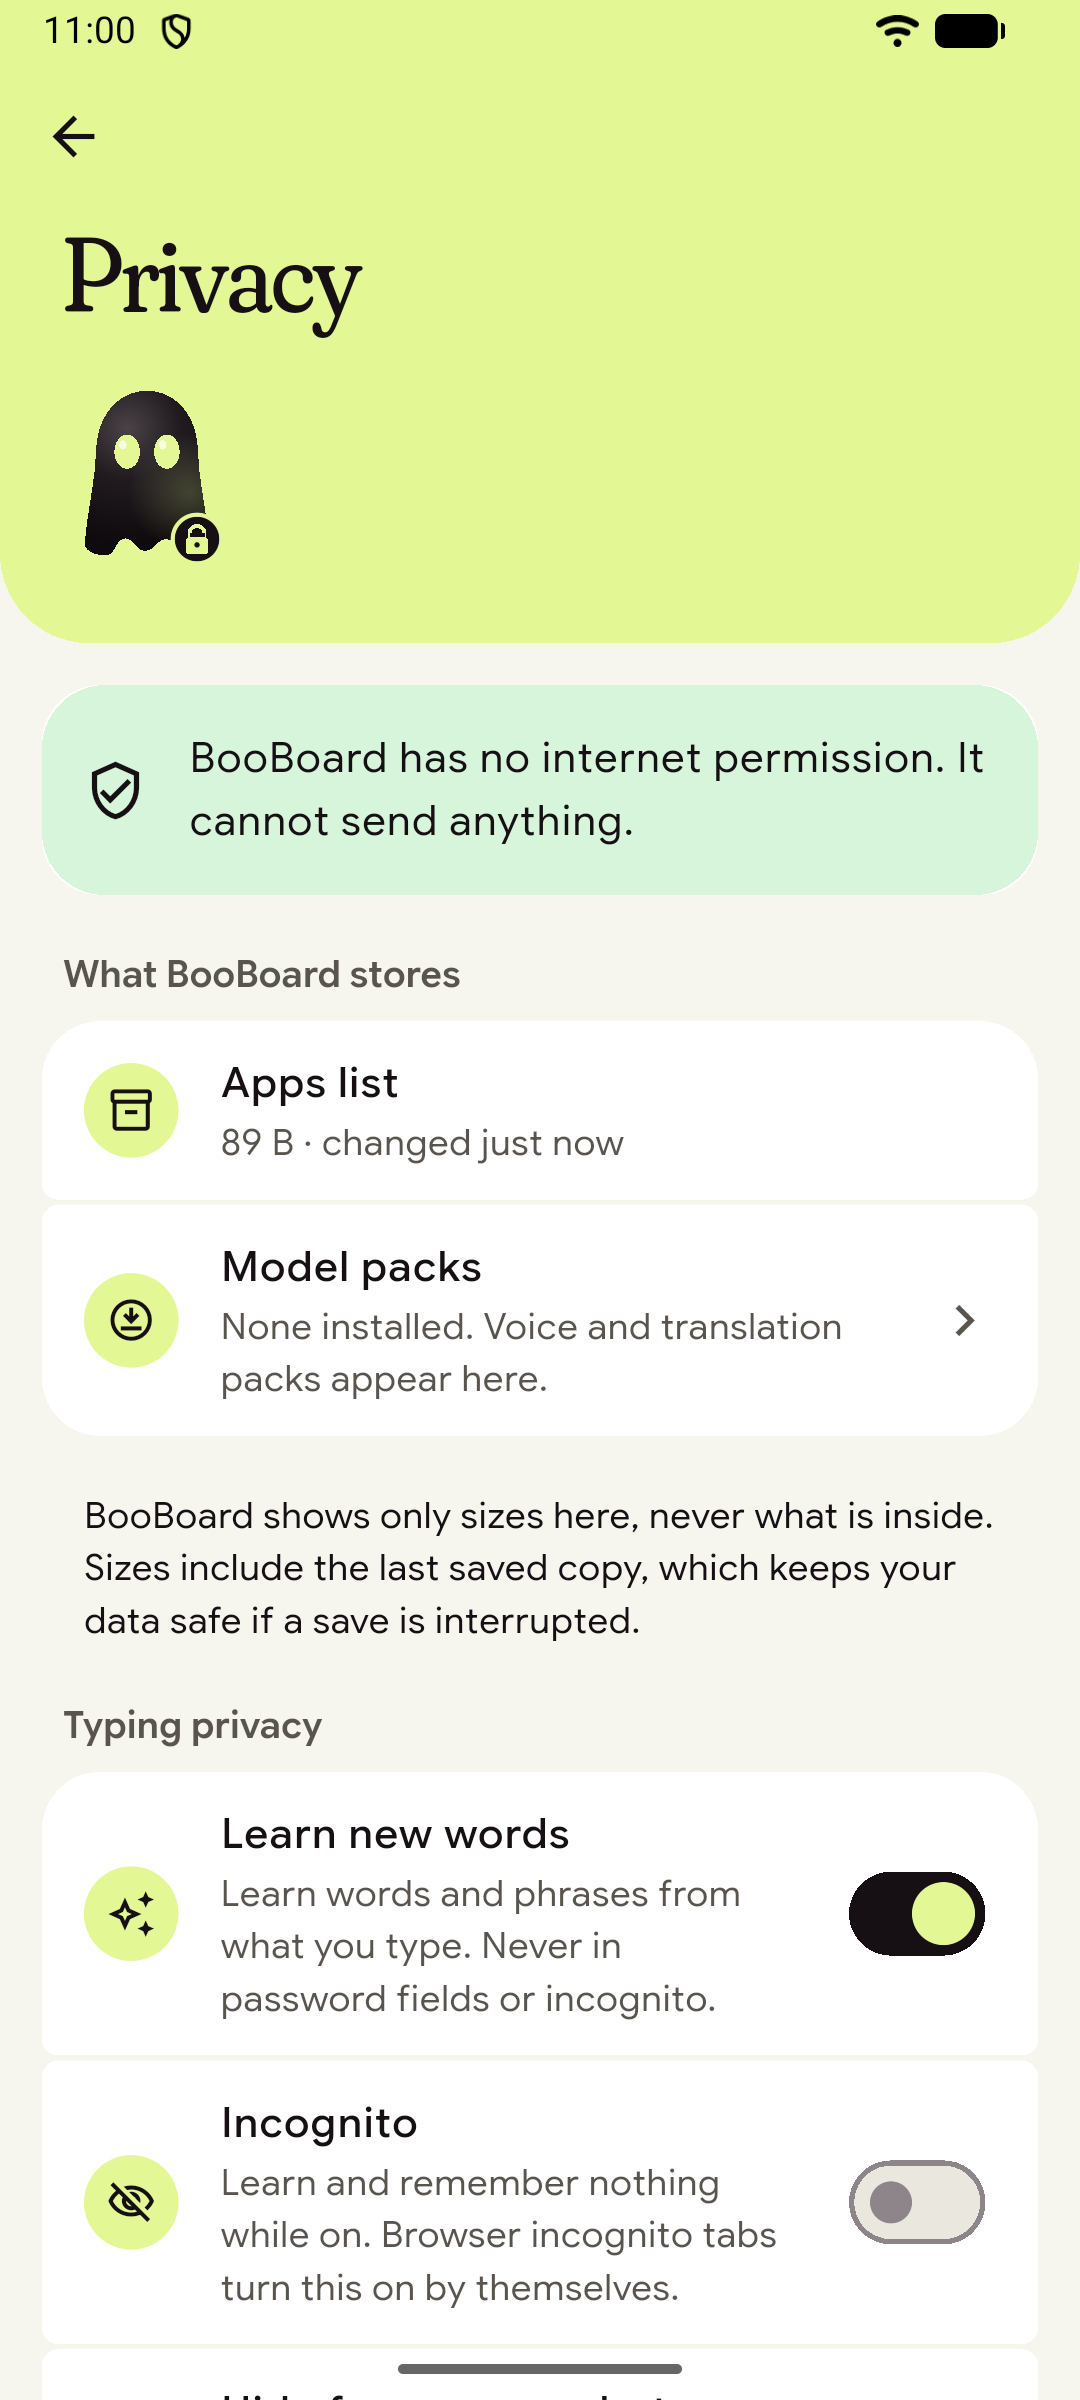 11:00
Privacy
BooBoard has no internet permission. It
cannot send anything.
What BooBoard stores
Apps list
89 B · changed just now
Model packs
None installed. Voice and translation
packs appear here.
BooBoard shows only sizes here, never what is inside.
Sizes include the last saved copy, which keeps your
data safe if a save is interrupted.
Typing privacy
Learn new words
Learn words and phrases from
what you type. Never in
password fields or incognito.
Incognito
Learn and remember nothing
while on. Browser incognito tabs
turn this on by themselves.